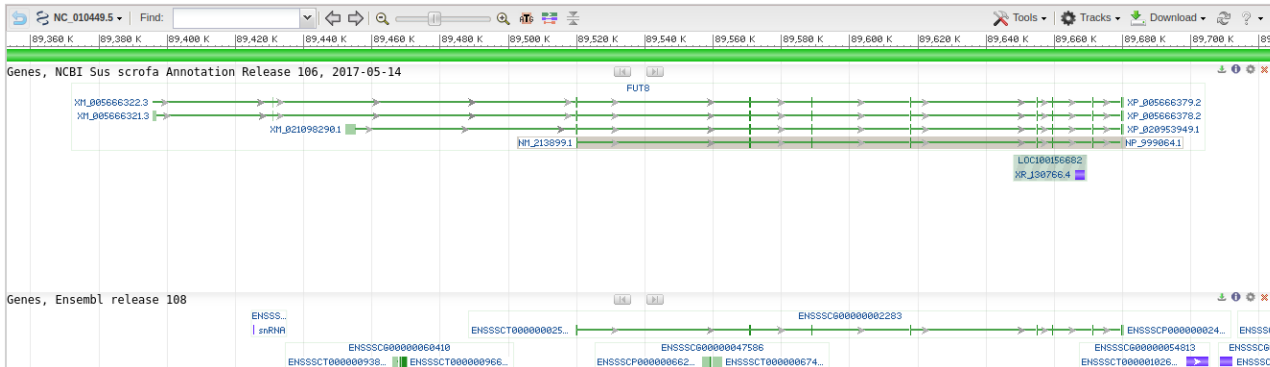 NC_010449.5 Find: Tools Tracks Download ?
89,360 K 89,380 K 89,400 K 89,420 K 89,440 K 89,460 K 89,480 K 89,500 K 89,520 K 89,540 K 89,560 K 89,580 K 89,600 K 89,620 K 89,640 K 89,660 K 89,680 K 89,700 K 89
Genes, NCBI Sus scrofa Annotation Release 106, 2017-05-14
FUT8
XM_005666322.3 XP_005666379.2
XM_005666321.3 XP_005666378.2
XM_021098290.1 XP_020953949.1
NM_213899.1 NP_999064.1
LOC100156682
XR_130766.4
Genes, Ensembl release 108
ENSSS... ENSSSCG00000002283
snRNA ENSSSCT000000025... ENSSSCP000000024... ENSSS
ENSSSCG00000060410 ENSSSCG00000047586 ENSSSCG00000054813 ENSSSCG
ENSSSCT000000938... ENSSSCT000000966... ENSSSCP000000662... ENSSSCT000000674... ENSSSCT000001026... ENSSSC